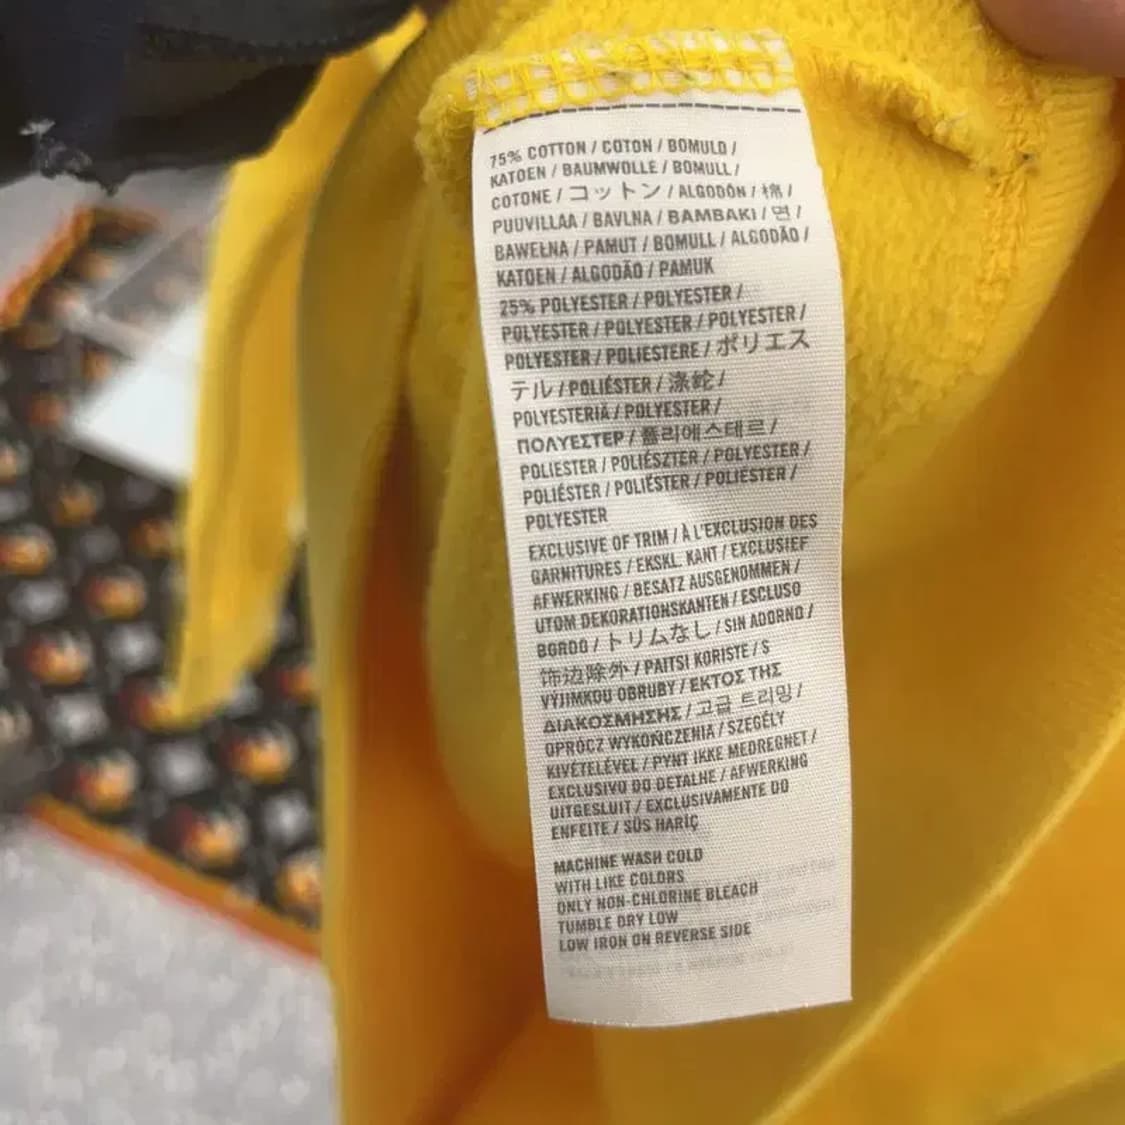 75% COTTON / COTON / BOMULD /
KATOEN / BAUMWOLLE / BOMULL /
COTONE / コットン / ALGODÓN / 棉 /
PUUVILLAA / BAVLNA / BAMBAKI / 면 /
BAWEŁNA / PAMUT / BOMULL / ALGODÃO /
KATOEN / ALGODÃO / PAMUK
25% POLYESTER / POLYESTER /
POLYESTER / POLYESTER / POLYESTER /
POLYESTER / POLIESTERE / ポリエス
テル / POLIÉSTER / 涤纶 /
POLYESTERIÄ / POLYESTER /
ΠΟΛΥΕΣΤΕΡ / 폴리에스테르 /
POLIESTER / POLIÉSZTER / POLYESTER /
POLIÉSTER / POLIÉSTER / POLIÉSTER /
POLYESTER
EXCLUSIVE OF TRIM / À L'EXCLUSION DES
GARNITURES / EKSKL. KANT / EXCLUSIEF
AFWERKING / BESATZ AUSGENOMMEN /
UTOM DEKORATIONSKANTEN / ESCLUSO
BORDO / トリムなし / SIN ADORNO /
饰边除外 / PAITSI KORISTE / S
VÝJIMKOU OBRUBY / ΕΚΤΟΣ ΤΗΣ
ΔΙΑΚΟΣΜΗΣΗΣ / 고급 트리밍 /
OPRÓCZ WYKOŃCZENIA / SZEGÉLY
KIVÉTELÉVEL / PYNT IKKE MEDREGNET /
EXCLUSIVO DO DETALHE / AFWERKING
UITGESLUIT / EXCLUSIVAMENTE DO
ENFEITE / SÜS HARİÇ
MACHINE WASH COLD
WITH LIKE COLORS
ONLY NON-CHLORINE BLEACH
TUMBLE DRY LOW
LOW IRON ON REVERSE SIDE